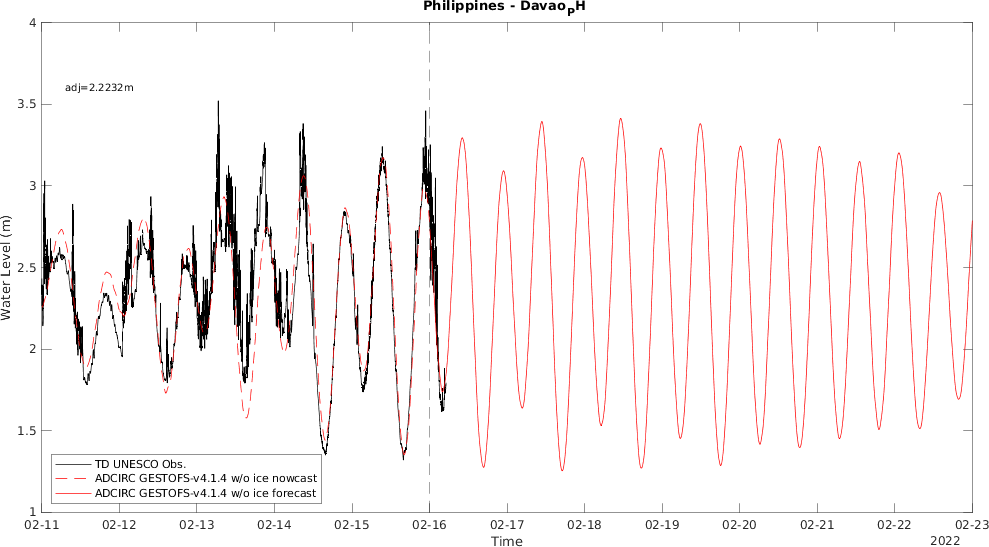 Philippines - DavaopH
4
adj=2.2232m
3.5
3
2.5
2
1.5
1
Water Level (m)
TD UNESCO Obs.
ADCIRC GESTOFS-v4.1.4 w/o ice nowcast
ADCIRC GESTOFS-v4.1.4 w/o ice forecast
02-11 02-12 02-13 02-14 02-15 02-16 02-17 02-18 02-19 02-20 02-21 02-22 02-23
Time
2022